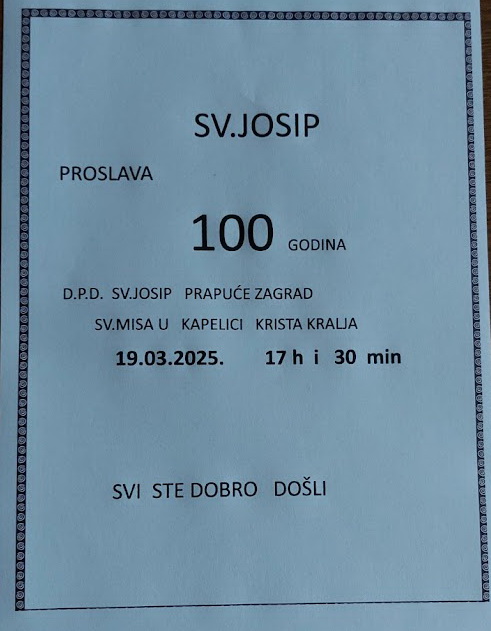 SV.JOSIP
PROSLAVA
100 GODINA
D.P.D. SV.JOSIP PRAPUĆE ZAGRAD
SV.MISA U KAPELICI KRISTA KRALJA
19.03.2025. 17 h i 30 min
SVI STE DOBRO DOŠLI